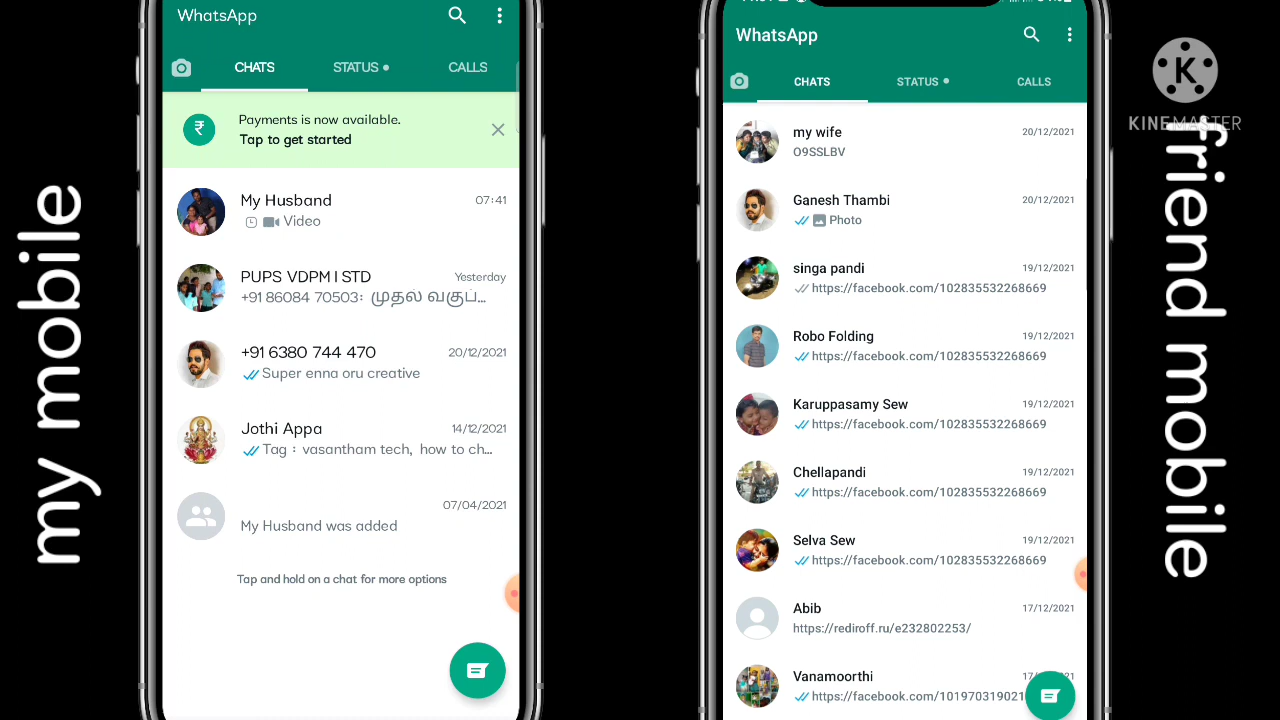 my mobile
WhatsApp
CHATS
STATUS
CALLS
₹
Payments is now available.
Tap to get started
My Husband
07:41
Video
PUPS VDPM I STD
Yesterday
+91 86084 70503: முதல் வகுப்...
+91 6380 744 470
20/12/2021
Super enna oru creative
Jothi Appa
14/12/2021
Tag : vasantham tech, how to ch...
07/04/2021
My Husband was added
Tap and hold on a chat for more options
WhatsApp
CHATS
STATUS
CALLS
my wife
20/12/2021
O9SSLBV
Ganesh Thambi
20/12/2021
Photo
singa pandi
19/12/2021
https://facebook.com/102835532268669
Robo Folding
19/12/2021
https://facebook.com/102835532268669
Karuppasamy Sew
19/12/2021
https://facebook.com/102835532268669
Chellapandi
19/12/2021
https://facebook.com/102835532268669
Selva Sew
19/12/2021
https://facebook.com/102835532268669
Abib
17/12/2021
https://rediroff.ru/e232802253/
Vanamoorthi
https://facebook.com/101970319021
K
KINEMASTER
friend mobile